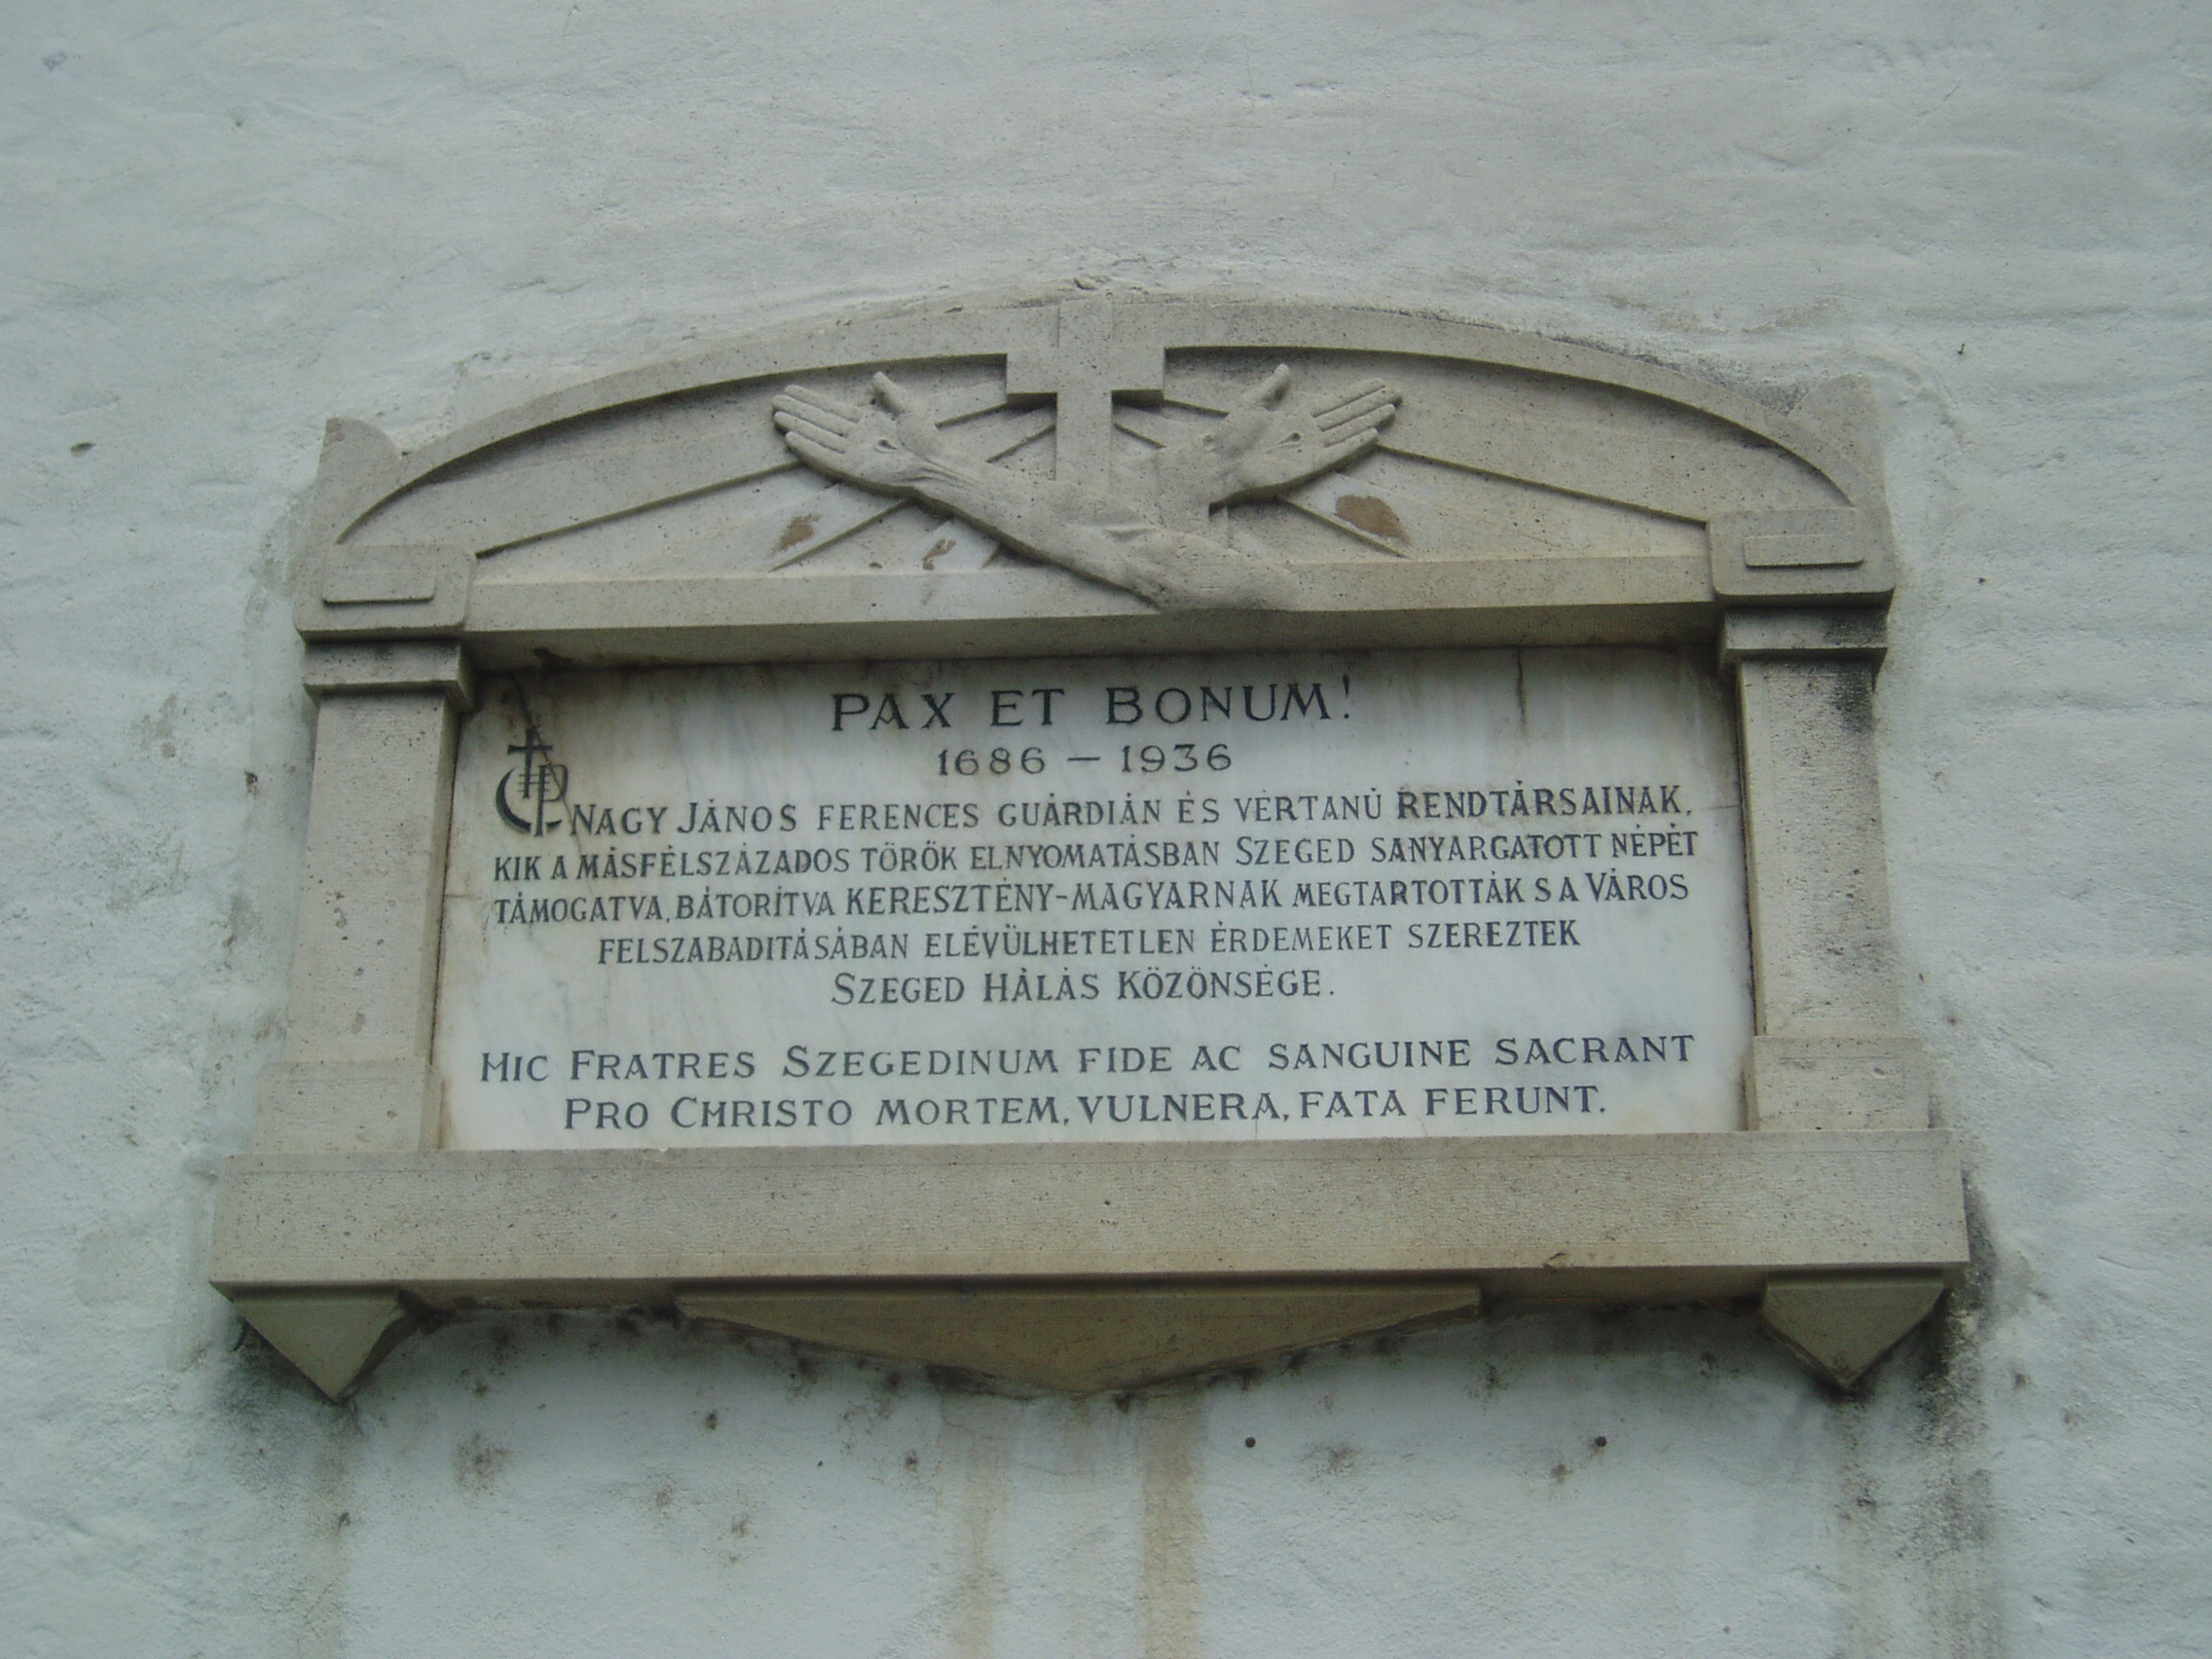 PAX ET BONUM!
1686 – 1936
P. NAGY JÁNOS FERENCES GUÁRDIÁN ÉS VÉRTANÚ RENDTÁRSAINAK,
KIK A MÁSFÉLSZÁZADOS TÖRÖK ELNYOMATÁSBAN SZEGED SANYARGATOTT NÉPÉT
TÁMOGATVA, BÁTORÍTVA KERESZTÉNY-MAGYARNAK MEGTARTOTTÁK S A VÁROS
FELSZABADITÁSÁBAN ELÉVÜLHETETLEN ÉRDEMEKET SZEREZTEK
SZEGED HÁLÁS KÖZÖNSÉGE.
HIC FRATRES SZEGEDINUM FIDE AC SANGUINE SACRANT
PRO CHRISTO MORTEM, VULNERA, FATA FERUNT.